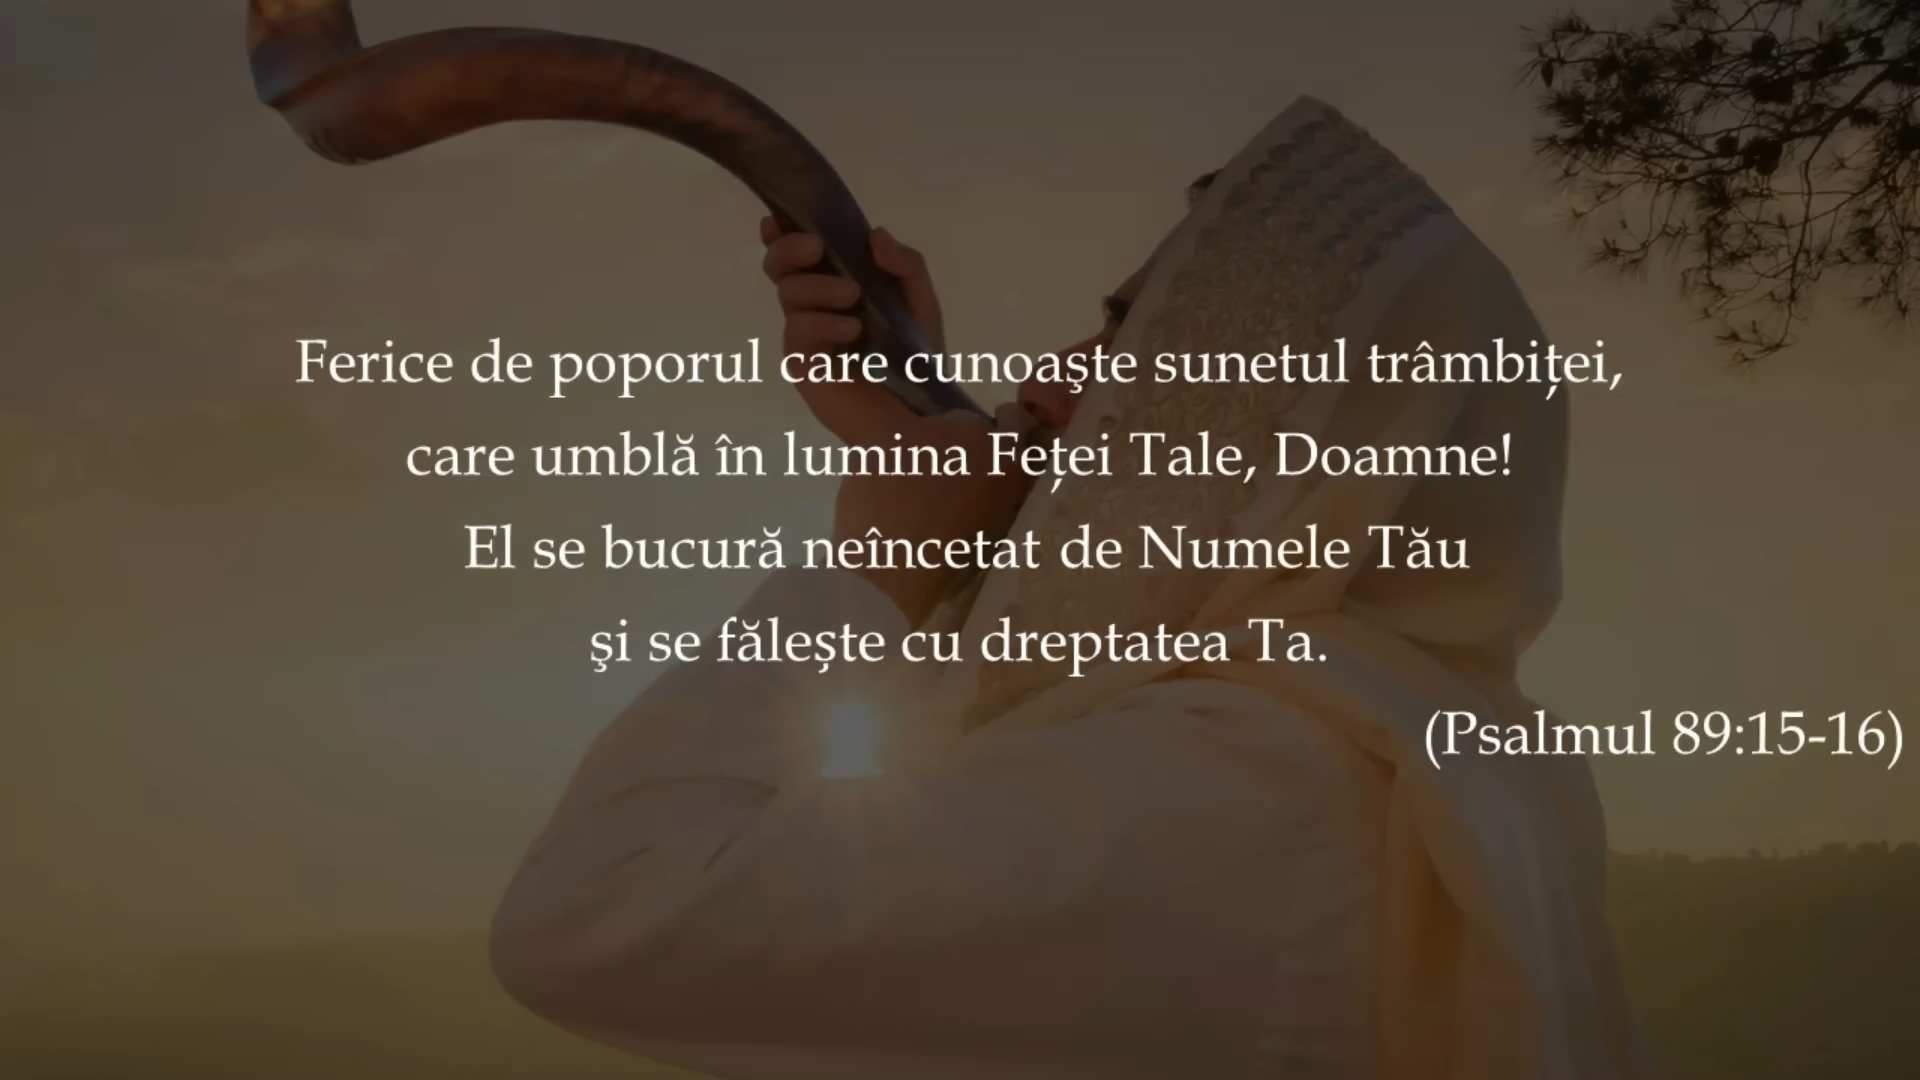 Ferice de poporul care cunoaşte sunetul trâmbiței,
care umblă în lumina Feței Tale, Doamne!
El se bucură neîncetat de Numele Tău
şi se fălește cu dreptatea Ta.
(Psalmul 89:15-16)